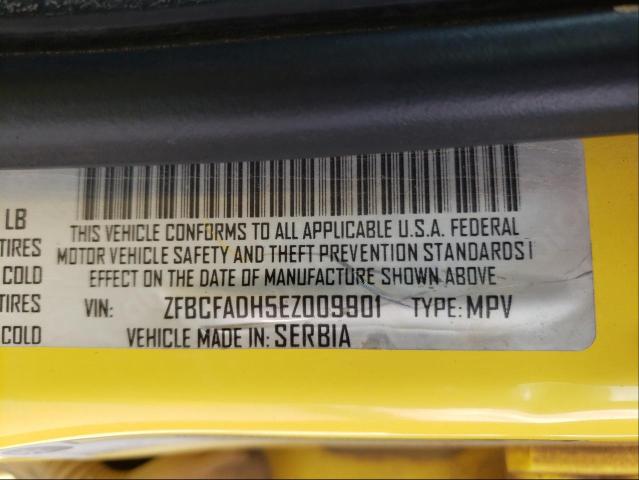 LB
THIS VEHICLE CONFORMS TO ALL APPLICABLE U.S.A. FEDERAL
TIRES MOTOR VEHICLE SAFETY AND THEFT PREVENTION STANDARDS I
COLD EFFECT ON THE DATE OF MANUFACTURE SHOWN ABOVE
TIRES VIN: ZFBCFADH5EZ009901 TYPE: MPV
COLD VEHICLE MADE IN: SERBIA